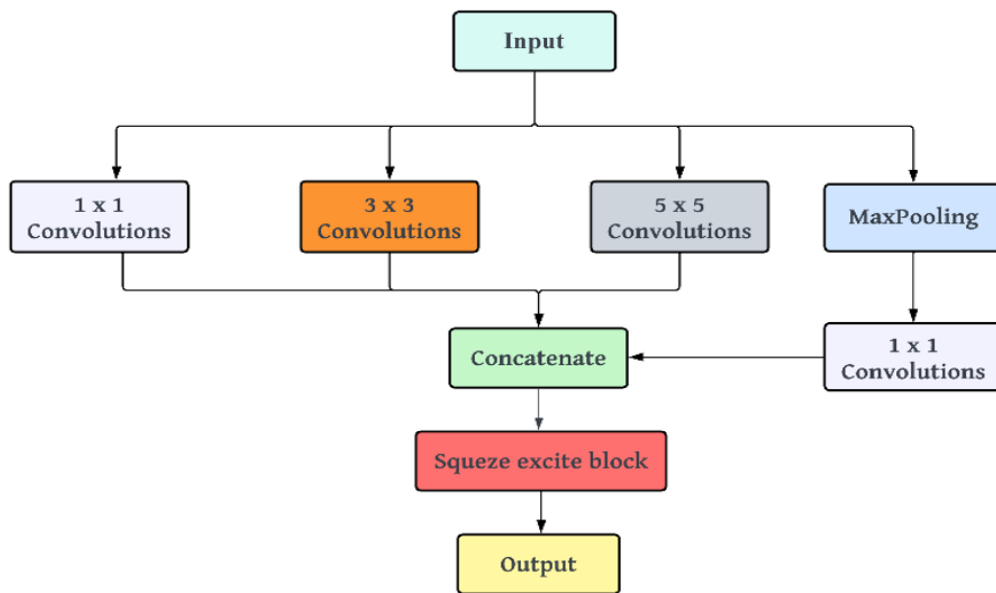 Input
1 x 1
Convolutions
3 x 3
Convolutions
5 x 5
Convolutions
MaxPooling
Concatenate
1 x 1
Convolutions
Squeze excite block
Output